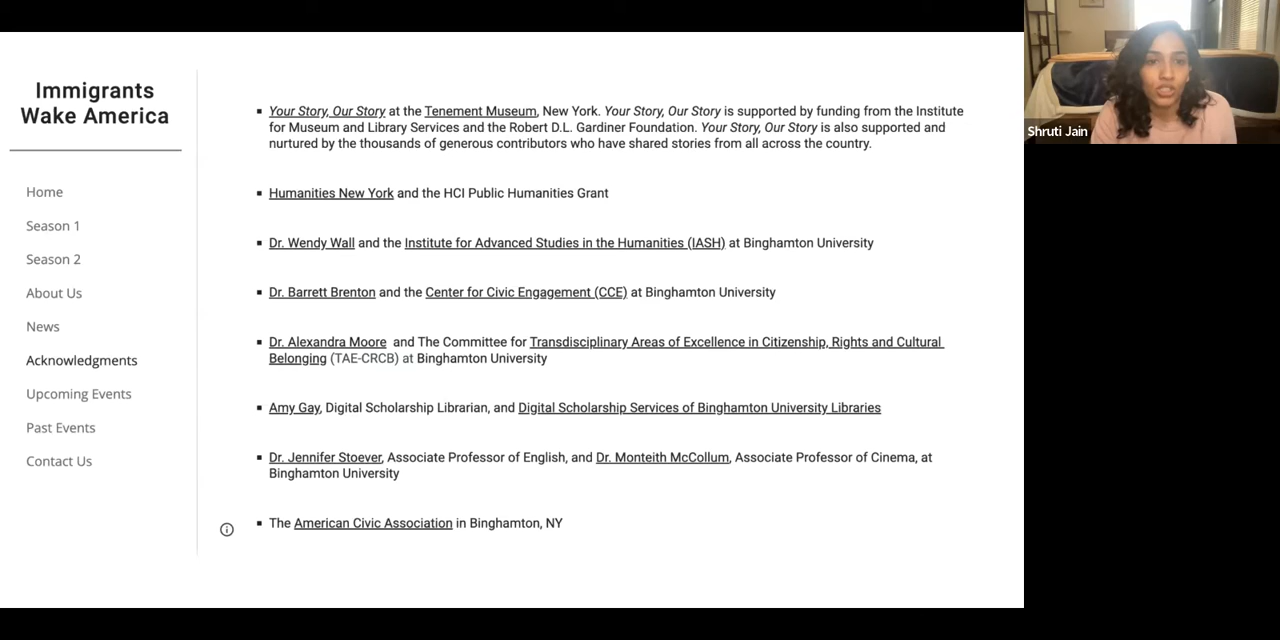 Immigrants
Wake America
Home
Season 1
Season 2
About Us
News
Acknowledgments
Upcoming Events
Past Events
Contact Us
▪ Your Story, Our Story at the Tenement Museum, New York. Your Story, Our Story is supported by funding from the Institute
for Museum and Library Services and the Robert D.L. Gardiner Foundation. Your Story, Our Story is also supported and
nurtured by the thousands of generous contributors who have shared stories from all across the country.
▪ Humanities New York and the HCI Public Humanities Grant
▪ Dr. Wendy Wall and the Institute for Advanced Studies in the Humanities (IASH) at Binghamton University
▪ Dr. Barrett Brenton and the Center for Civic Engagement (CCE) at Binghamton University
▪ Dr. Alexandra Moore and The Committee for Transdisciplinary Areas of Excellence in Citizenship, Rights and Cultural
Belonging (TAE-CRCB) at Binghamton University
▪ Amy Gay, Digital Scholarship Librarian, and Digital Scholarship Services of Binghamton University Libraries
▪ Dr. Jennifer Stoever, Associate Professor of English, and Dr. Monteith McCollum, Associate Professor of Cinema, at
Binghamton University
▪ The American Civic Association in Binghamton, NY
Shruti Jain